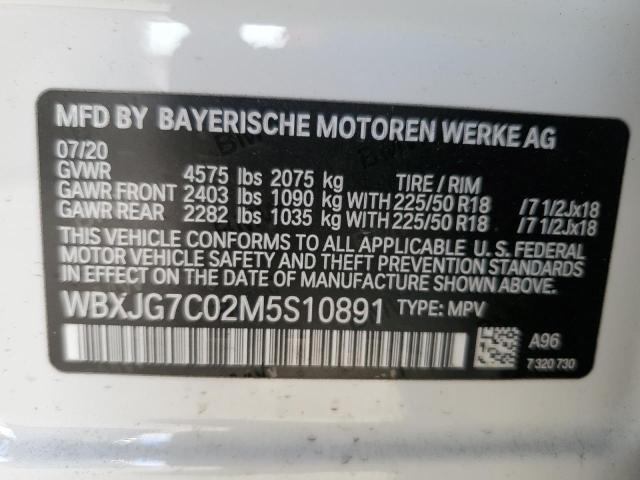 MFD BY BAYERISCHE MOTOREN WERKE AG
07/20
GVWR 4575 lbs 2075 kg TIRE / RIM
GAWR FRONT 2403 lbs 1090 kg WITH 225/50 R18 /7 1/2Jx18
GAWR REAR 2282 lbs 1035 kg WITH 225/50 R18 /7 1/2Jx18
THIS VEHICLE CONFORMS TO ALL APPLICABLE U.S. FEDERAL
MOTOR VEHICLE SAFETY AND THEFT PREVENTION STANDARDS
IN EFFECT ON THE DATE OF MANUFACTURE SHOWN ABOVE.
WBXJG7C02M5S10891 TYPE: MPV
A96
7 320 730